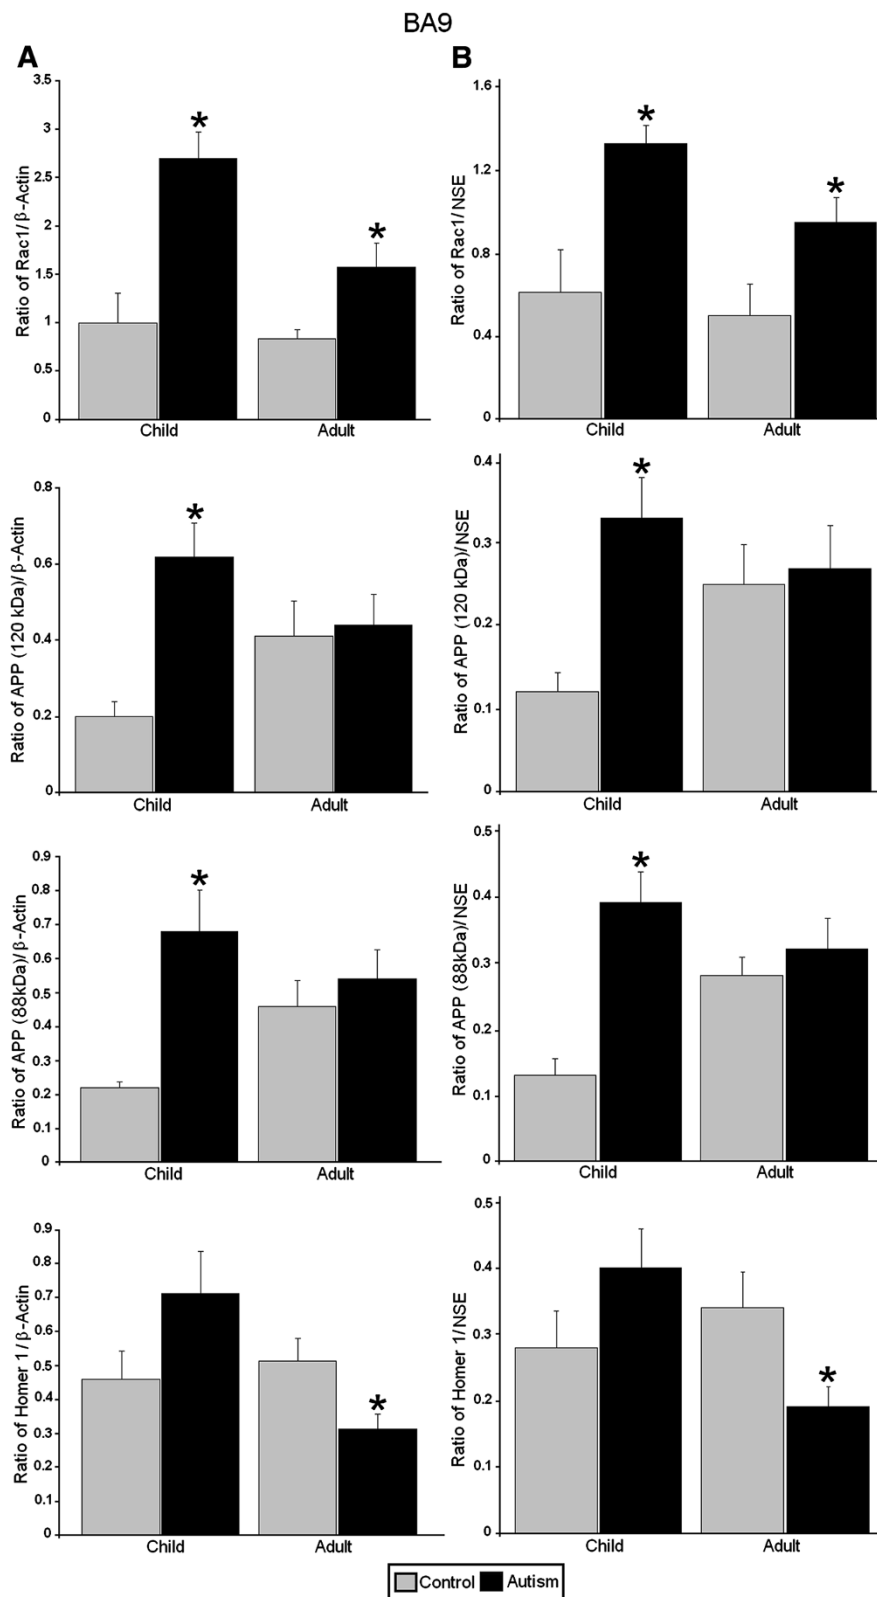 BA9
A
Ratio of Rac1/β-Actin
3.5
3
2.5
2
1.5
1
0.5
0
*
*
Child
Adult
B
Ratio of Rac1/NSE
1.6
1.2
0.8
0.4
0
*
*
Child
Adult
Ratio of APP (120 kDa)/β-Actin
0.8
0.6
0.4
0.2
0
*
Child
Adult
Ratio of APP (120 kDa)/NSE
0.4
0.3
0.2
0.1
0
*
Child
Adult
Ratio of APP (88kDa)/β-Actin
0.9
0.8
0.7
0.6
0.5
0.4
0.3
0.2
0.1
0
*
Child
Adult
Ratio of APP (88kDa)/NSE
0.5
0.4
0.3
0.2
0.1
0
*
Child
Adult
Ratio of Homer 1/β-Actin
0.9
0.8
0.7
0.6
0.5
0.4
0.3
0.2
0.1
0
*
Child
Adult
Ratio of Homer 1/NSE
0.5
0.4
0.3
0.2
0.1
0
*
Child
Adult
Control Autism